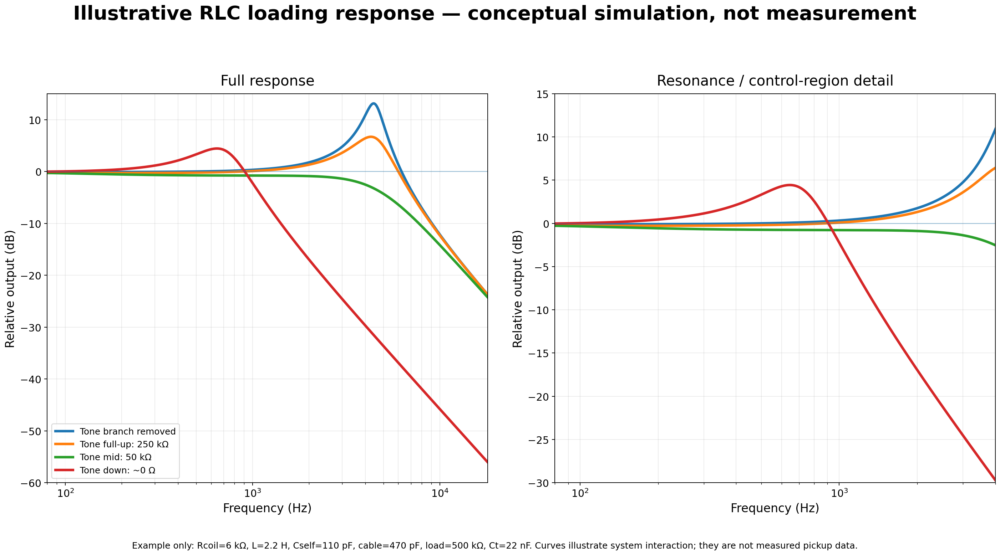 Illustrative RLC loading response — conceptual simulation, not measurement
Full response
Relative output (dB)
10
0
−10
−20
−30
−40
−50
−60
10²
10³
10⁴
Frequency (Hz)
Tone branch removed
Tone full-up: 250 kΩ
Tone mid: 50 kΩ
Tone down: ~0 Ω
Resonance / control-region detail
Relative output (dB)
15
10
5
0
−5
−10
−15
−20
−25
−30
10²
10³
Frequency (Hz)
Example only: Rcoil=6 kΩ, L=2.2 H, Cself=110 pF, cable=470 pF, load=500 kΩ, Ct=22 nF. Curves illustrate system interaction; they are not measured pickup data.